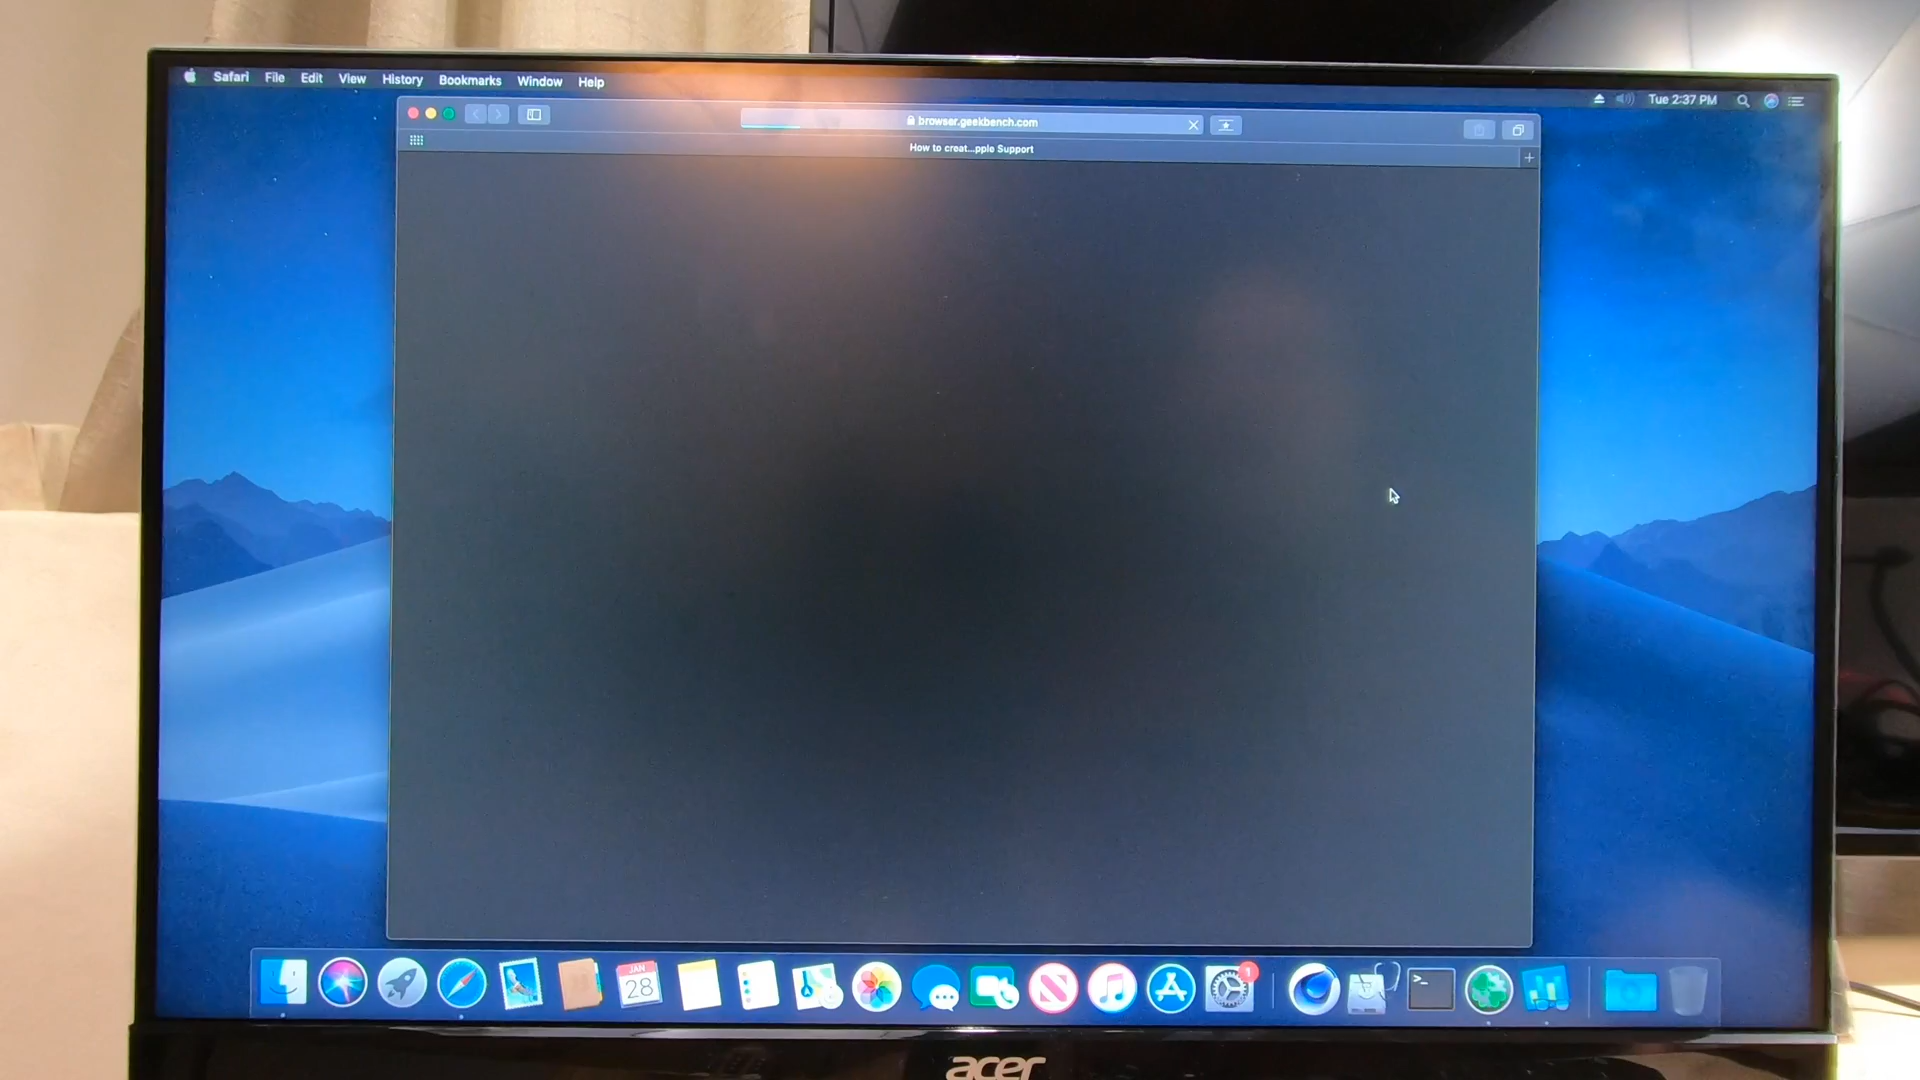 Safari File Edit View History Bookmarks Window Help
Tue 2:37 PM
browser.geekbench.com
How to creat...pple Support
JAN
28
1
>_
acer